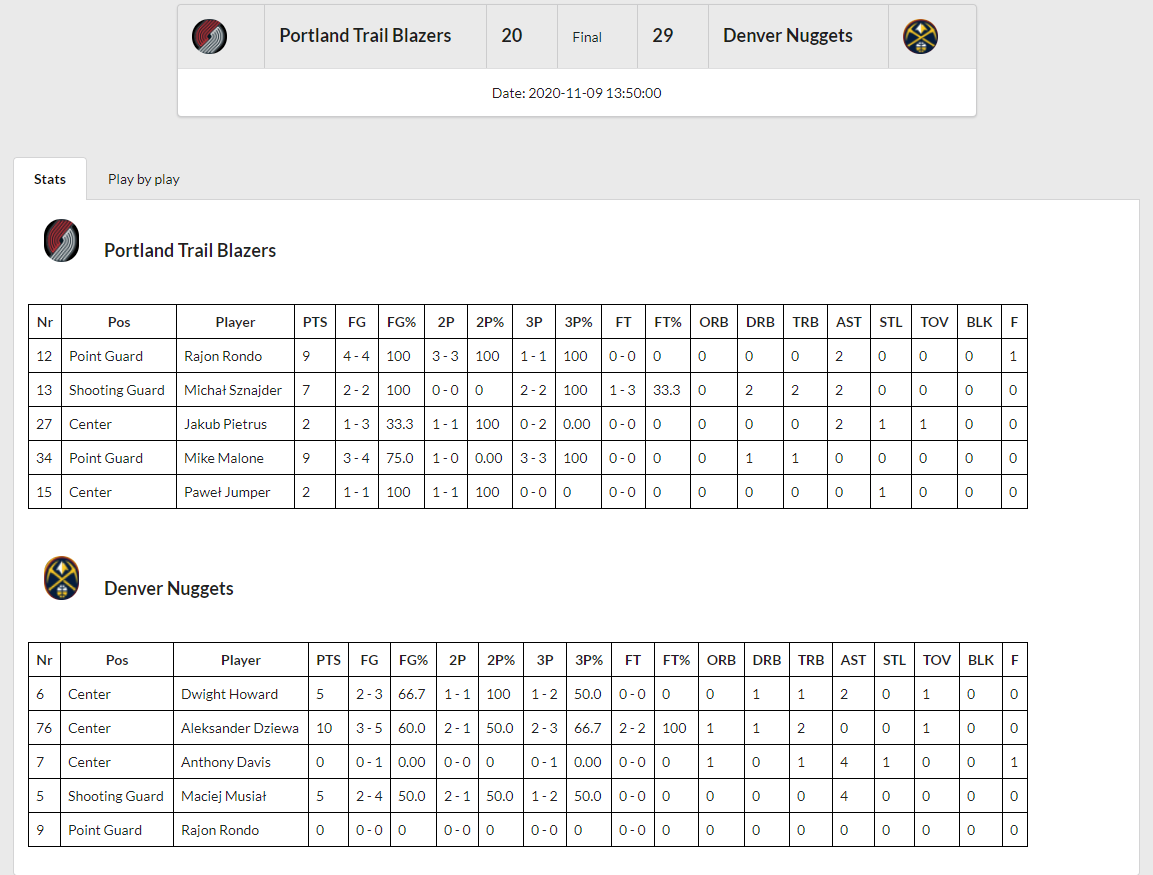 Portland Trail Blazers 20 Final 29 Denver Nuggets
Date: 2020-11-09 13:50:00
Stats Play by play
Portland Trail Blazers
Nr Pos Player PTS FG FG% 2P 2P% 3P 3P% FT FT% ORB DRB TRB AST STL TOV BLK F
12 Point Guard Rajon Rondo 9 4 - 4 100 3 - 3 100 1 - 1 100 0 - 0 0 0 0 0 2 0 0 0 1
13 Shooting Guard Michał Sznajder 7 2 - 2 100 0 - 0 0 2 - 2 100 1 - 3 33.3 0 2 2 2 0 0 0 0
27 Center Jakub Pietrus 2 1 - 3 33.3 1 - 1 100 0 - 2 0.00 0 - 0 0 0 0 0 2 1 1 0 0
34 Point Guard Mike Malone 9 3 - 4 75.0 1 - 0 0.00 3 - 3 100 0 - 0 0 0 1 1 0 0 0 0 0
15 Center Paweł Jumper 2 1 - 1 100 1 - 1 100 0 - 0 0 0 - 0 0 0 0 0 0 1 0 0 0
Denver Nuggets
Nr Pos Player PTS FG FG% 2P 2P% 3P 3P% FT FT% ORB DRB TRB AST STL TOV BLK F
6 Center Dwight Howard 5 2 - 3 66.7 1 - 1 100 1 - 2 50.0 0 - 0 0 0 1 1 2 0 1 0 0
76 Center Aleksander Dziewa 10 3 - 5 60.0 2 - 1 50.0 2 - 3 66.7 2 - 2 100 1 1 2 0 0 1 0 0
7 Center Anthony Davis 0 0 - 1 0.00 0 - 0 0 0 - 1 0.00 0 - 0 0 1 0 1 4 1 0 0 1
5 Shooting Guard Maciej Musiał 5 2 - 4 50.0 2 - 1 50.0 1 - 2 50.0 0 - 0 0 0 0 0 4 0 0 0 0
9 Point Guard Rajon Rondo 0 0 - 0 0 0 - 0 0 0 - 0 0 0 - 0 0 0 0 0 0 0 0 0 0